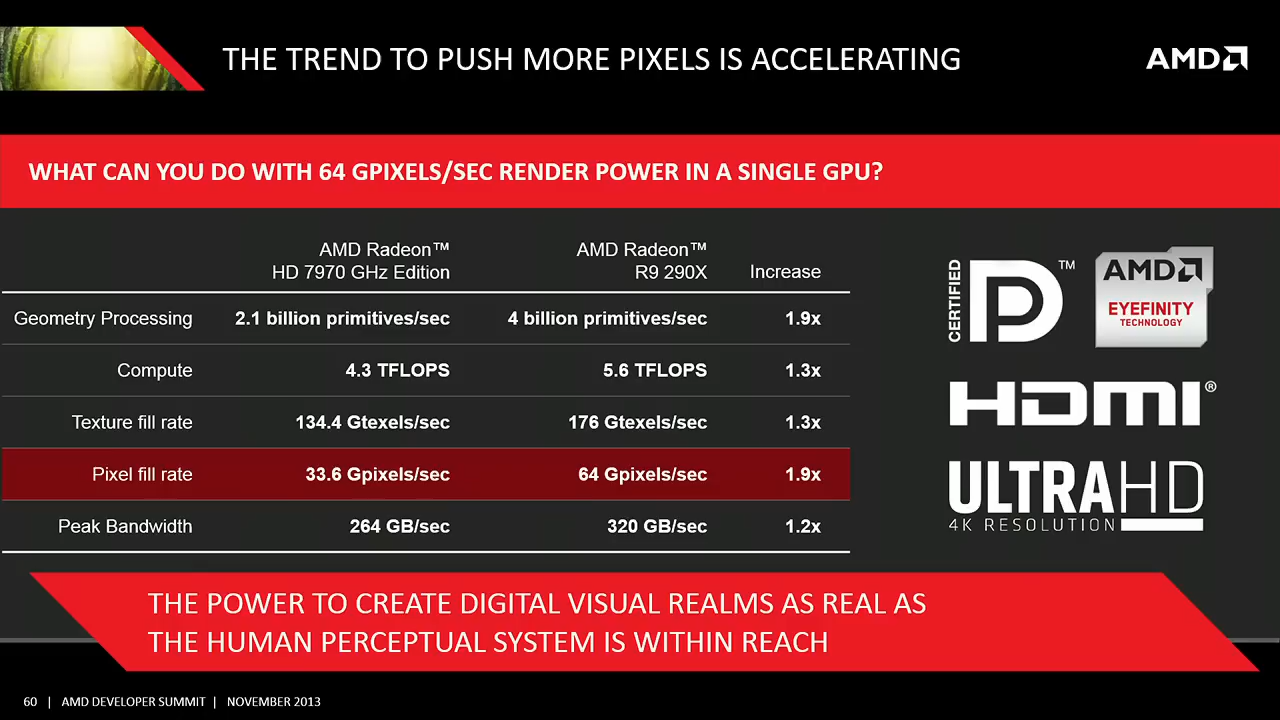 THE TREND TO PUSH MORE PIXELS IS ACCELERATING
AMD
WHAT CAN YOU DO WITH 64 GPIXELS/SEC RENDER POWER IN A SINGLE GPU?
AMD Radeon™ AMD Radeon™
HD 7970 GHz Edition R9 290X Increase
Geometry Processing 2.1 billion primitives/sec 4 billion primitives/sec 1.9x
Compute 4.3 TFLOPS 5.6 TFLOPS 1.3x
Texture fill rate 134.4 Gtexels/sec 176 Gtexels/sec 1.3x
Pixel fill rate 33.6 Gpixels/sec 64 Gpixels/sec 1.9x
Peak Bandwidth 264 GB/sec 320 GB/sec 1.2x
CERTIFIED
DP™
AMD
EYEFINITY
TECHNOLOGY
HDMI®
ULTRAHD
4K RESOLUTION
THE POWER TO CREATE DIGITAL VISUAL REALMS AS REAL AS
THE HUMAN PERCEPTUAL SYSTEM IS WITHIN REACH
60 | AMD DEVELOPER SUMMIT | NOVEMBER 2013